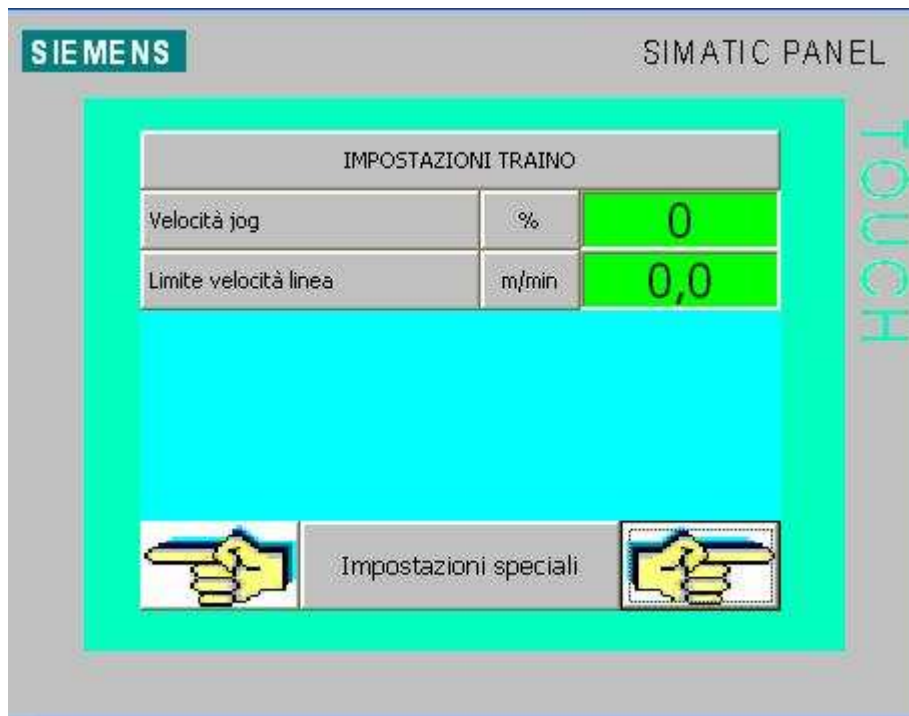 SIEMENS
SIMATIC PANEL
TOUCH
IMPOSTAZIONI TRAINO
Velocità jog % 0
Limite velocità linea m/min 0,0
Impostazioni speciali